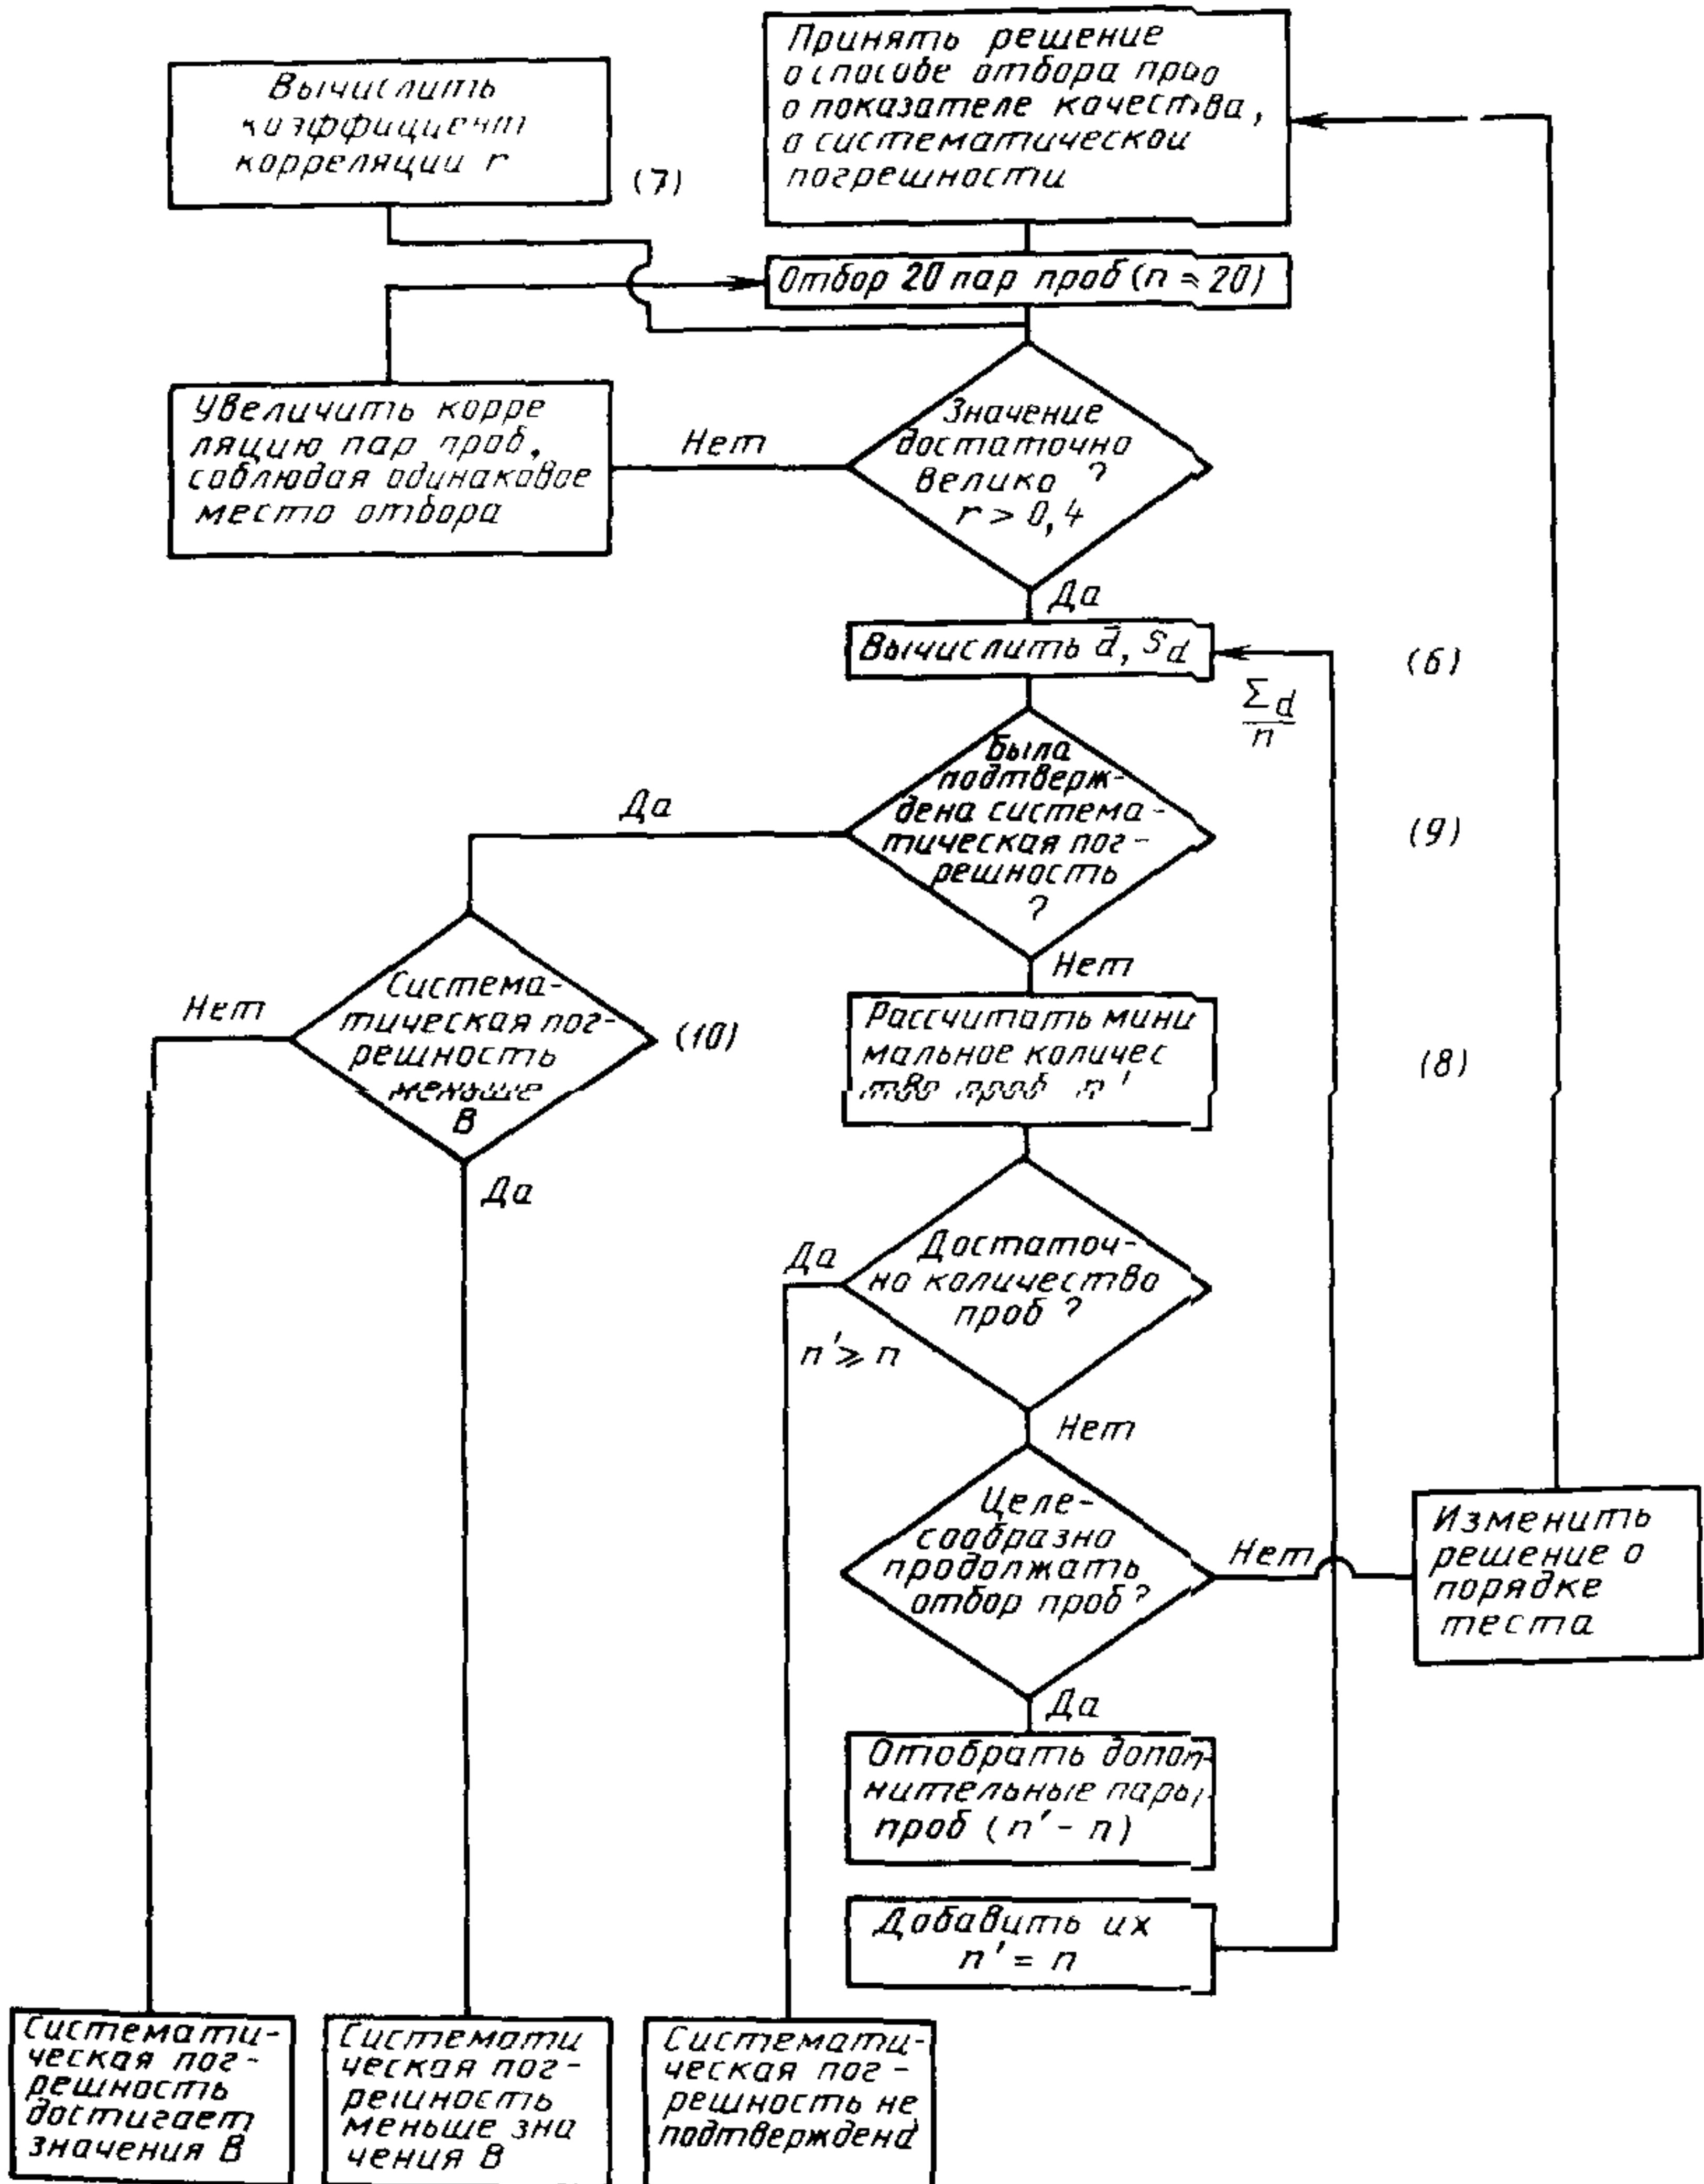 Принять решение
о способе отбора проб
о показателе качества,
о систематической
погрешности
Вычислить
коэффициент
корреляции r
(7)
Отбор 20 пар проб (n = 20)
Увеличить корре
ляцию пар проб,
соблюдая одинаковое
место отбора
Нет
Значение
достаточно
велико ?
r > 0,4
Да
Вычислить d̄, Sd
(6)
Σd
n
Была
подтверж-
дена система-
тическая пог-
решность
?
(9)
Да
Нет
Система-
тическая пог-
решность
меньше
В
(10)
Нет
Да
Рассчитать мини
мальное количес
тво проб n'
(8)
Достаточ-
но количество
проб ?
Да
n' ⩾ n
Нет
Целе-
сообразно
продолжать
отбор проб?
Нет
Изменить
решение о
порядке
теста
Да
Отобрать допол-
нительные пары
проб (n' - n)
Добавить их
n' = n
Системати-
ческая пог-
решность
достигает
значения В
Системати
ческая пог-
решность
меньше зна
чения В
Системати-
ческая пог-
решность не
подтверждена